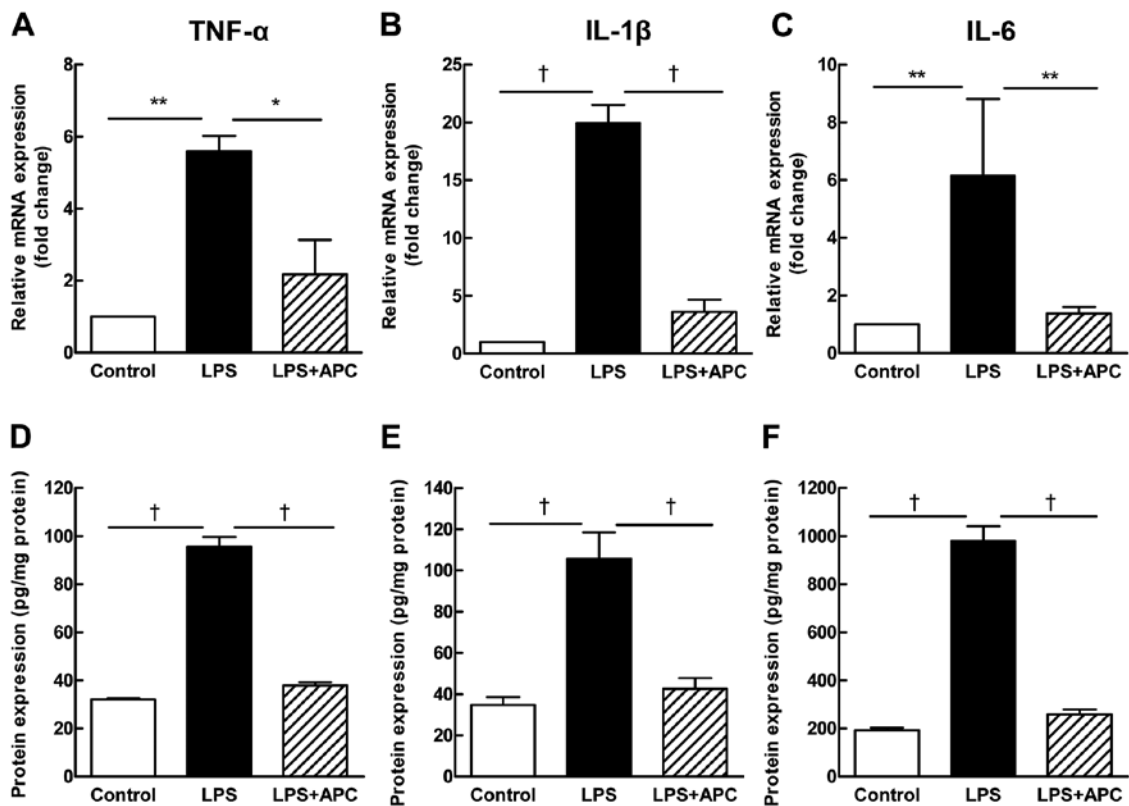 A
TNF-α
B
IL-1β
C
IL-6
Relative mRNA expression
(fold change)
8
6
4
2
0
**
*
Control
LPS
LPS+APC
Relative mRNA expression
(fold change)
25
20
15
10
5
0
†
†
Control
LPS
LPS+APC
Relative mRNA expression
(fold change)
10
8
6
4
2
0
**
**
Control
LPS
LPS+APC
D
Protein expression (pg/mg protein)
120
100
80
60
40
20
0
†
†
Control
LPS
LPS+APC
E
Protein expression (pg/mg protein)
140
120
100
80
60
40
20
0
†
†
Control
LPS
LPS+APC
F
Protein expression (pg/mg protein)
1200
1000
800
600
400
200
0
†
†
Control
LPS
LPS+APC